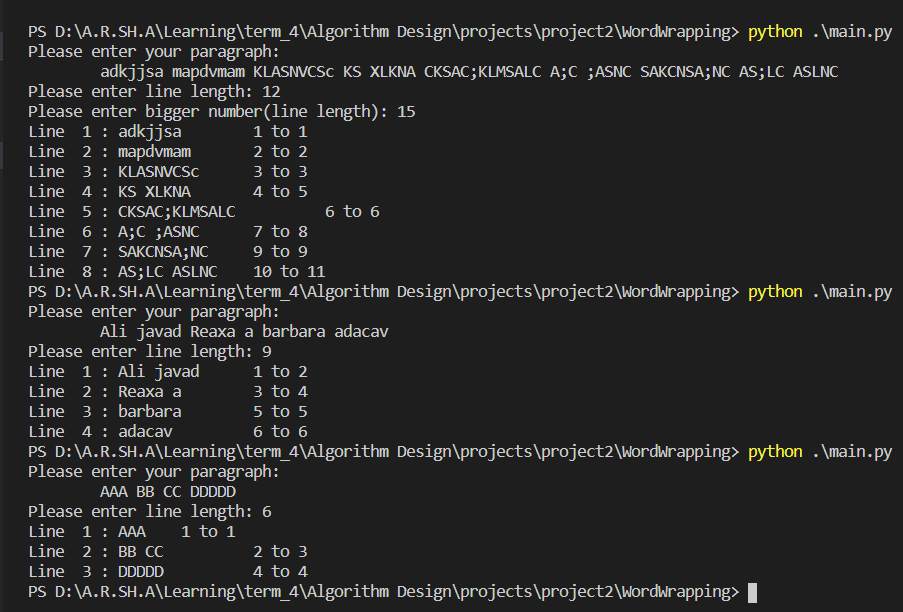 PS D:\A.R.SH.A\Learning\term_4\Algorithm Design\projects\project2\WordWrapping> python .\main.py
Please enter your paragraph:
        adkjjsa mapdvmam KLASNVCSc KS XLKNA CKSAC;KLMSALC A;C ;ASNC SAKCNSA;NC AS;LC ASLNC
Please enter line length: 12
Please enter bigger number(line length): 15
Line  1 : adkjjsa        1 to 1
Line  2 : mapdvmam       2 to 2
Line  3 : KLASNVCSc      3 to 3
Line  4 : KS XLKNA       4 to 5
Line  5 : CKSAC;KLMSALC          6 to 6
Line  6 : A;C ;ASNC      7 to 8
Line  7 : SAKCNSA;NC     9 to 9
Line  8 : AS;LC ASLNC    10 to 11
PS D:\A.R.SH.A\Learning\term_4\Algorithm Design\projects\project2\WordWrapping> python .\main.py
Please enter your paragraph:
        Ali javad Reaxa a barbara adacav
Please enter line length: 9
Line  1 : Ali javad      1 to 2
Line  2 : Reaxa a        3 to 4
Line  3 : barbara        5 to 5
Line  4 : adacav         6 to 6
PS D:\A.R.SH.A\Learning\term_4\Algorithm Design\projects\project2\WordWrapping> python .\main.py
Please enter your paragraph:
        AAA BB CC DDDDD
Please enter line length: 6
Line  1 : AAA    1 to 1
Line  2 : BB CC          2 to 3
Line  3 : DDDDD          4 to 4
PS D:\A.R.SH.A\Learning\term_4\Algorithm Design\projects\project2\WordWrapping>